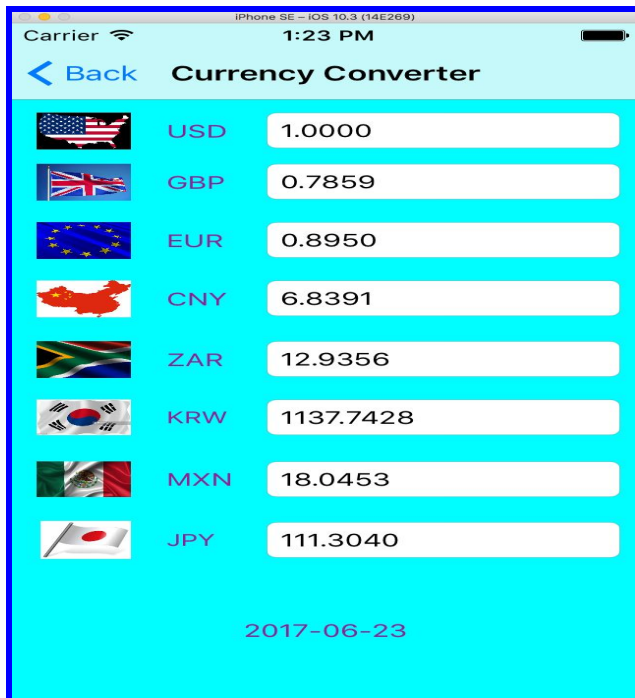 iPhone SE – iOS 10.3 (14E269)
Carrier 1:23 PM
Back Currency Converter
USD 1.0000
GBP 0.7859
EUR 0.8950
CNY 6.8391
ZAR 12.9356
KRW 1137.7428
MXN 18.0453
JPY 111.3040
2017-06-23